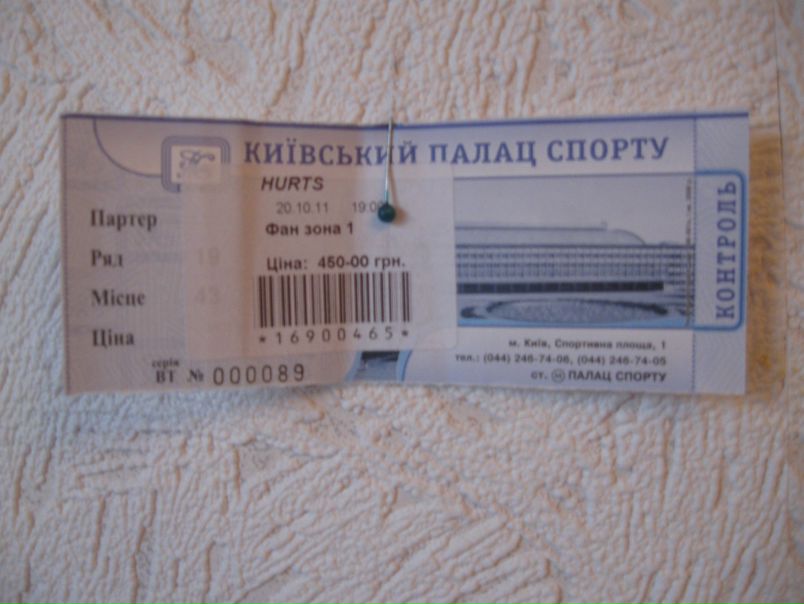 КИЇВСЬКИЙ ПАЛАЦ СПОРТУ
HURTS
20.10.11 19:00
Фан зона 1
Ціна: 450-00 грн.
*16900465*
Партер
Ряд 19
Місце 43
Ціна
серія
ВТ № 000089
м. Київ, Спортивна площа, 1
тел.: (044) 246-74-06, (044) 246-74-05
ст. М ПАЛАЦ СПОРТУ
КОНТРОЛЬ